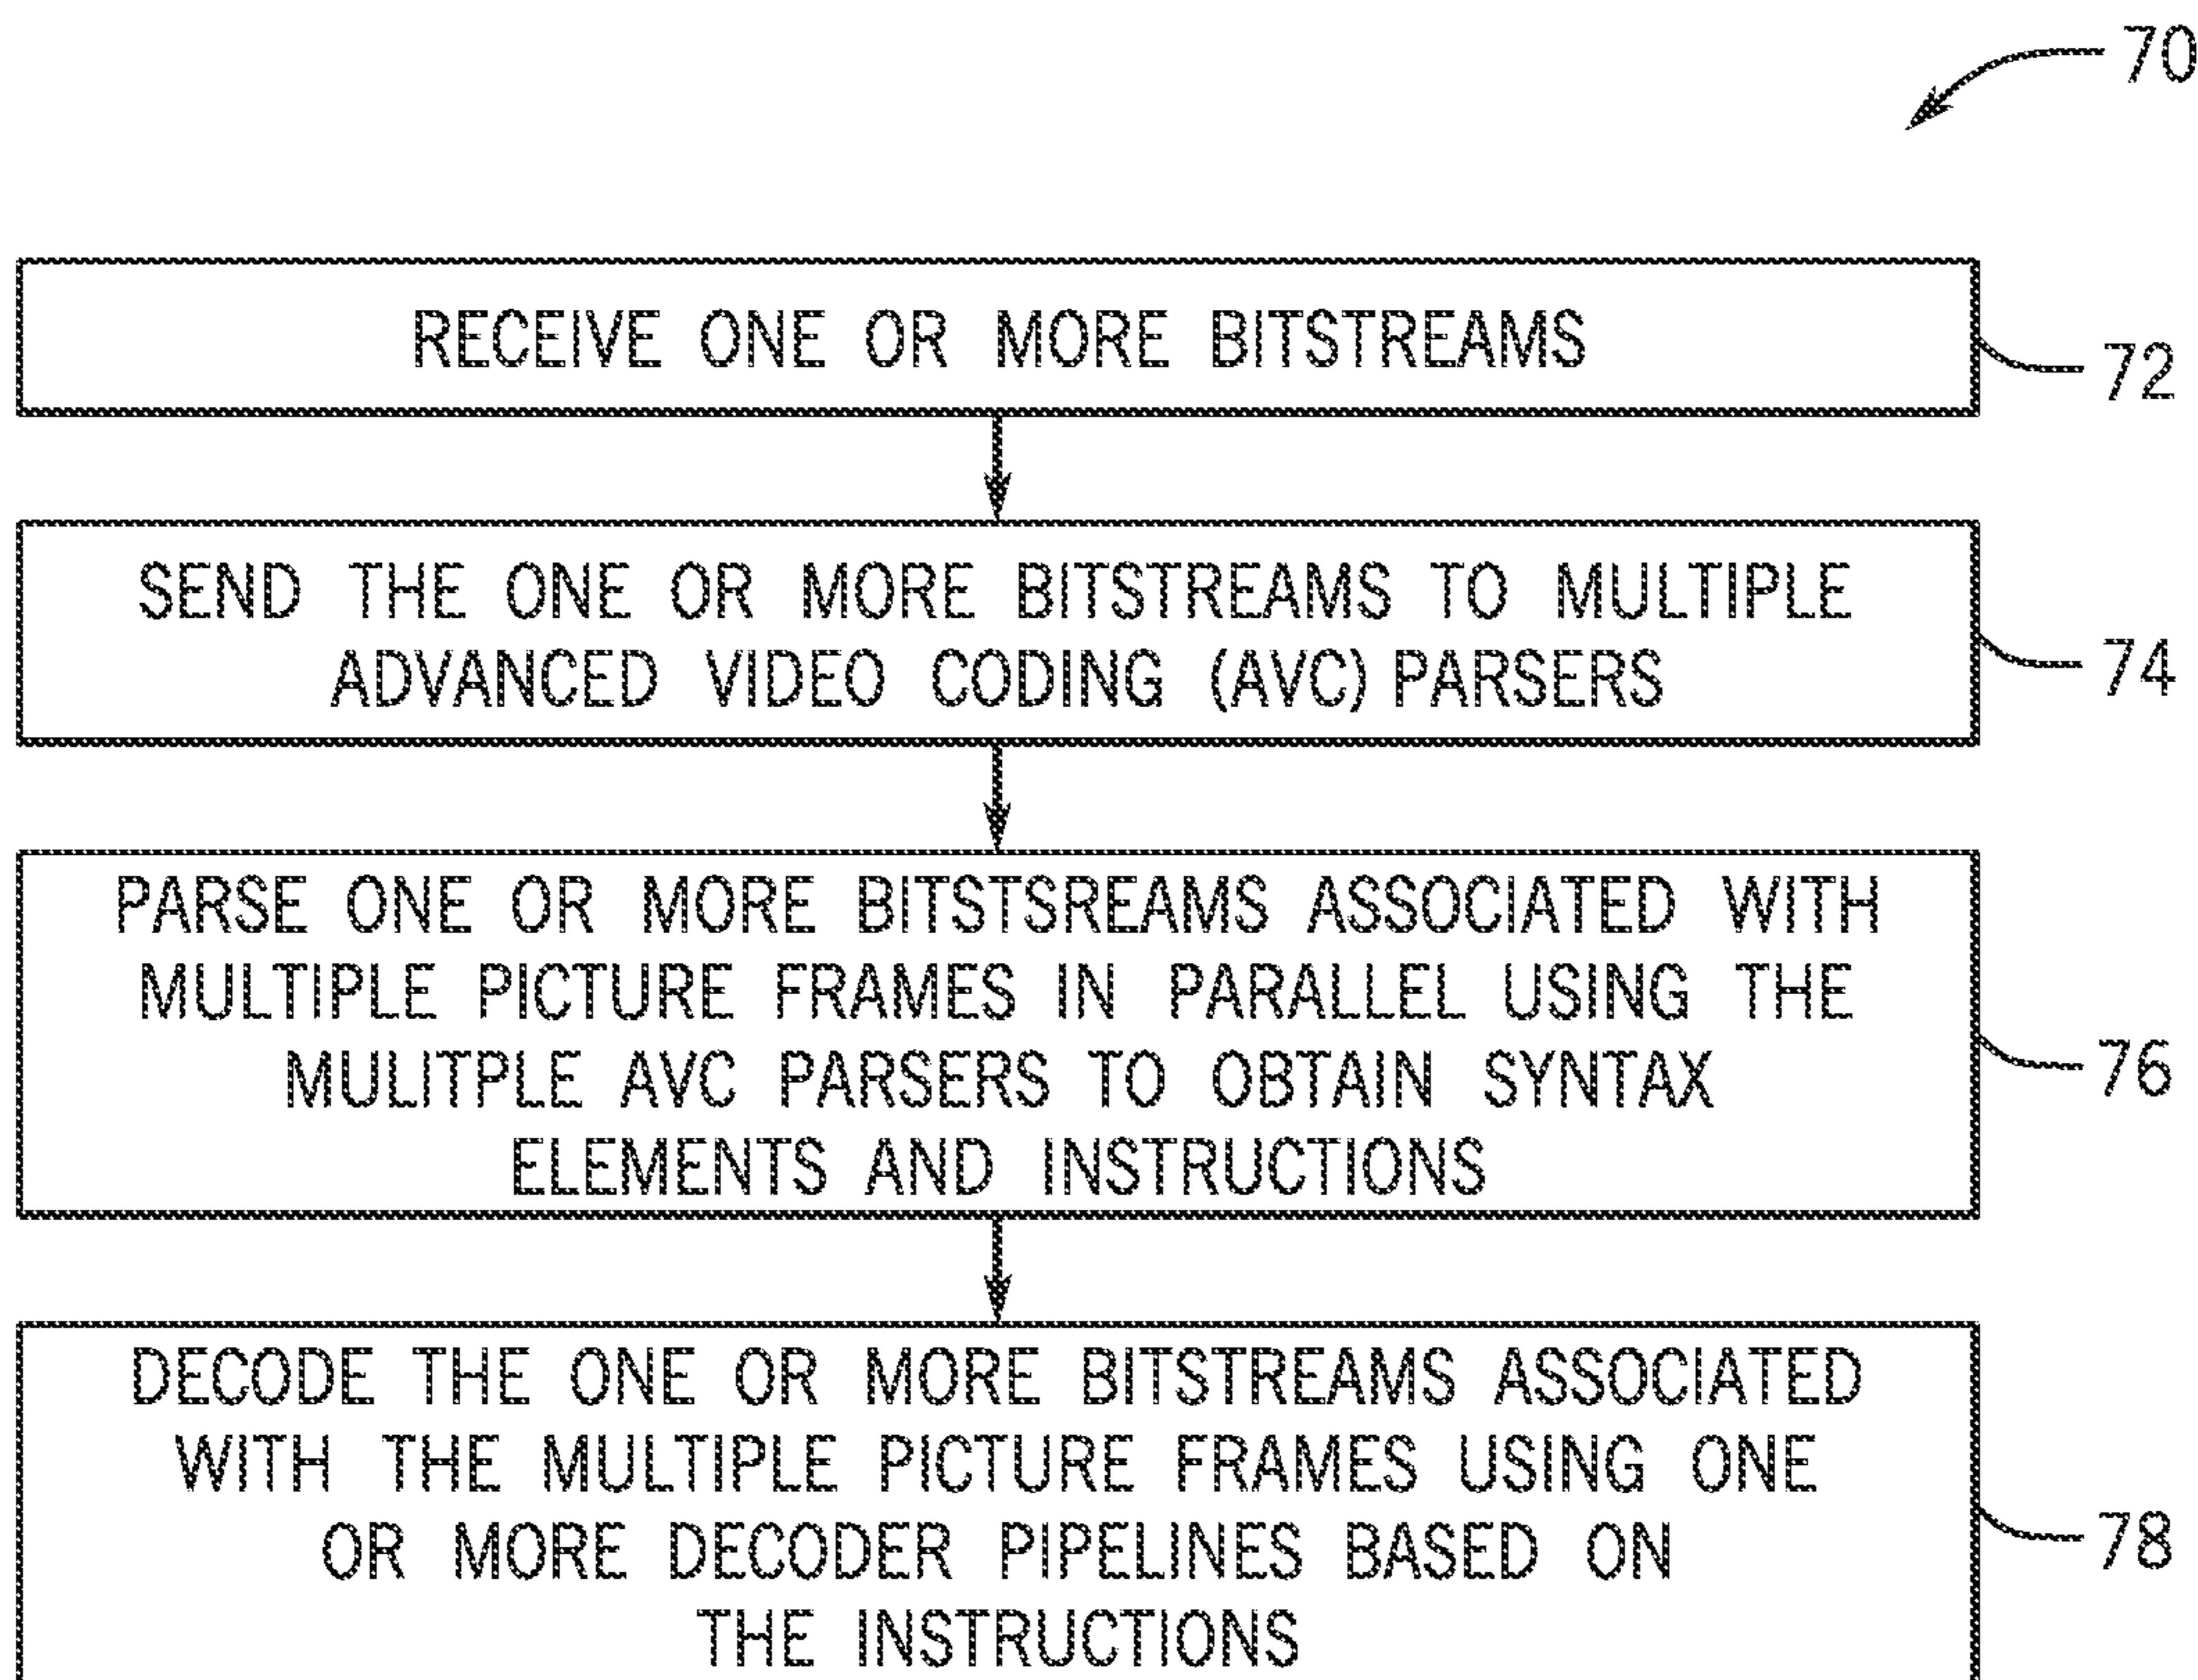 70
RECEIVE ONE OR MORE BITSTREAMS
72
SEND THE ONE OR MORE BITSTREAMS TO MULTIPLE
ADVANCED VIDEO CODING (AVC) PARSERS
74
PARSE ONE OR MORE BITSTSREAMS ASSOCIATED WITH
MULTIPLE PICTURE FRAMES IN PARALLEL USING THE
MULITPLE AVC PARSERS TO OBTAIN SYNTAX
ELEMENTS AND INSTRUCTIONS
76
DECODE THE ONE OR MORE BITSTREAMS ASSOCIATED
WITH THE MULTIPLE PICTURE FRAMES USING ONE
OR MORE DECODER PIPELINES BASED ON
THE INSTRUCTIONS
78